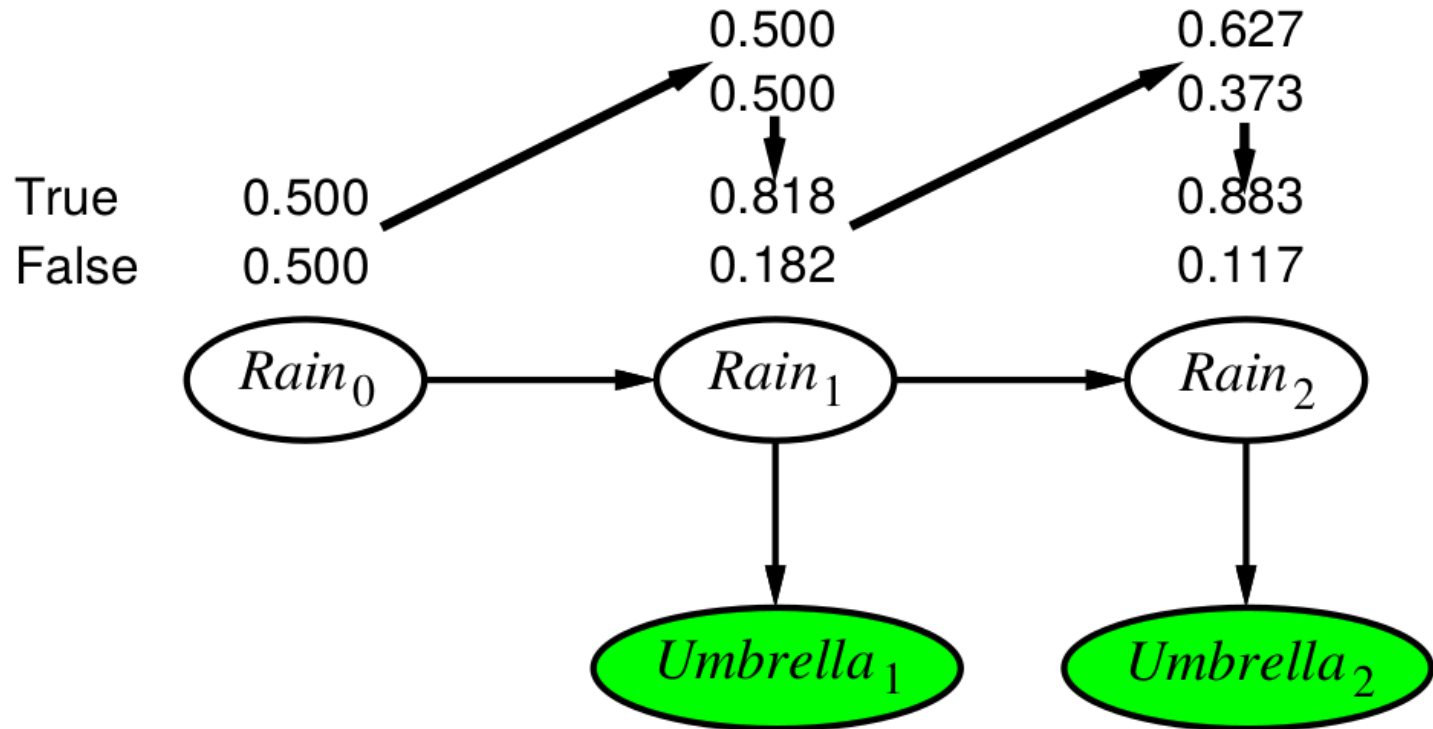 0.500 0.627
0.500 0.373
True 0.500 0.818 0.883
False 0.500 0.182 0.117
Rain0 Rain1 Rain2
Umbrella1 Umbrella2